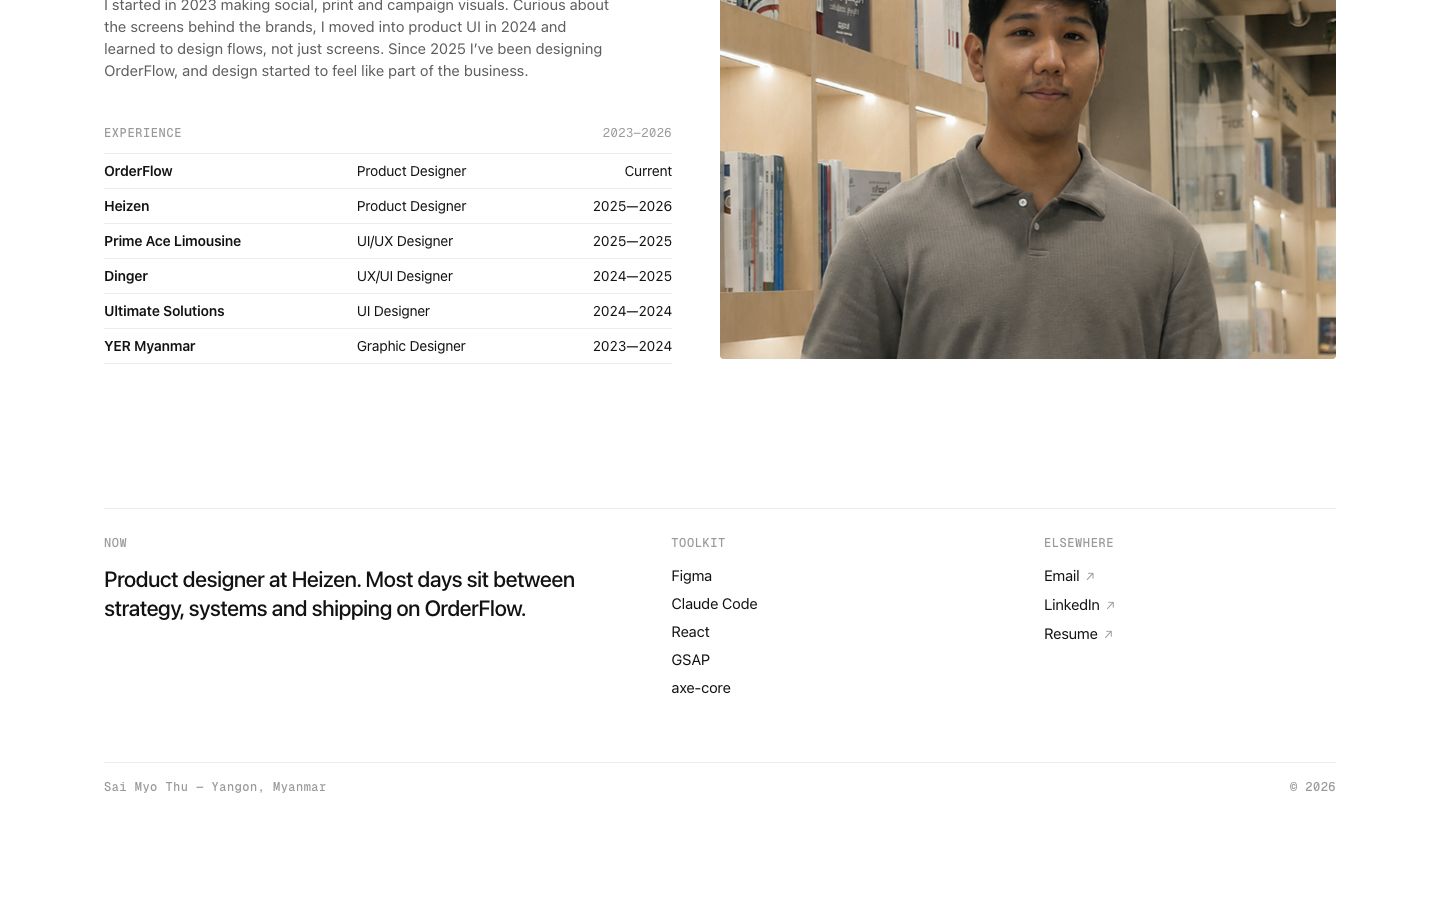 I started in 2023 making social, print and campaign visuals. Curious about
the screens behind the brands, I moved into product UI in 2024 and
learned to design flows, not just screens. Since 2025 I've been designing
OrderFlow, and design started to feel like part of the business.
EXPERIENCE 2023—2026
OrderFlow Product Designer Current
Heizen Product Designer 2025—2026
Prime Ace Limousine UI/UX Designer 2025—2025
Dinger UX/UI Designer 2024—2025
Ultimate Solutions UI Designer 2024—2024
YER Myanmar Graphic Designer 2023—2024
NOW
Product designer at Heizen. Most days sit between
strategy, systems and shipping on OrderFlow.
TOOLKIT
Figma
Claude Code
React
GSAP
axe-core
ELSEWHERE
Email ↗
LinkedIn ↗
Resume ↗
Sai Myo Thu — Yangon, Myanmar © 2026